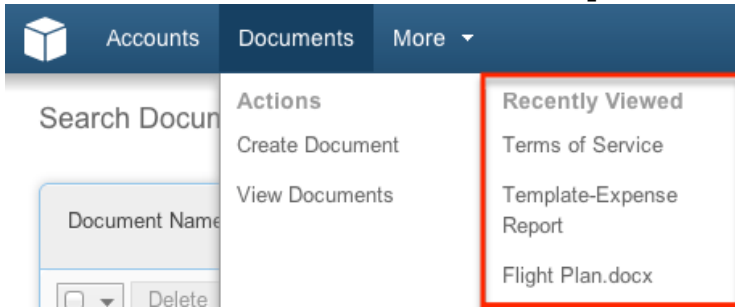 Accounts Documents More
Search Docum
Actions
Create Document
View Documents
Recently Viewed
Terms of Service
Template-Expense
Report
Flight Plan.docx
Document Name
Delete